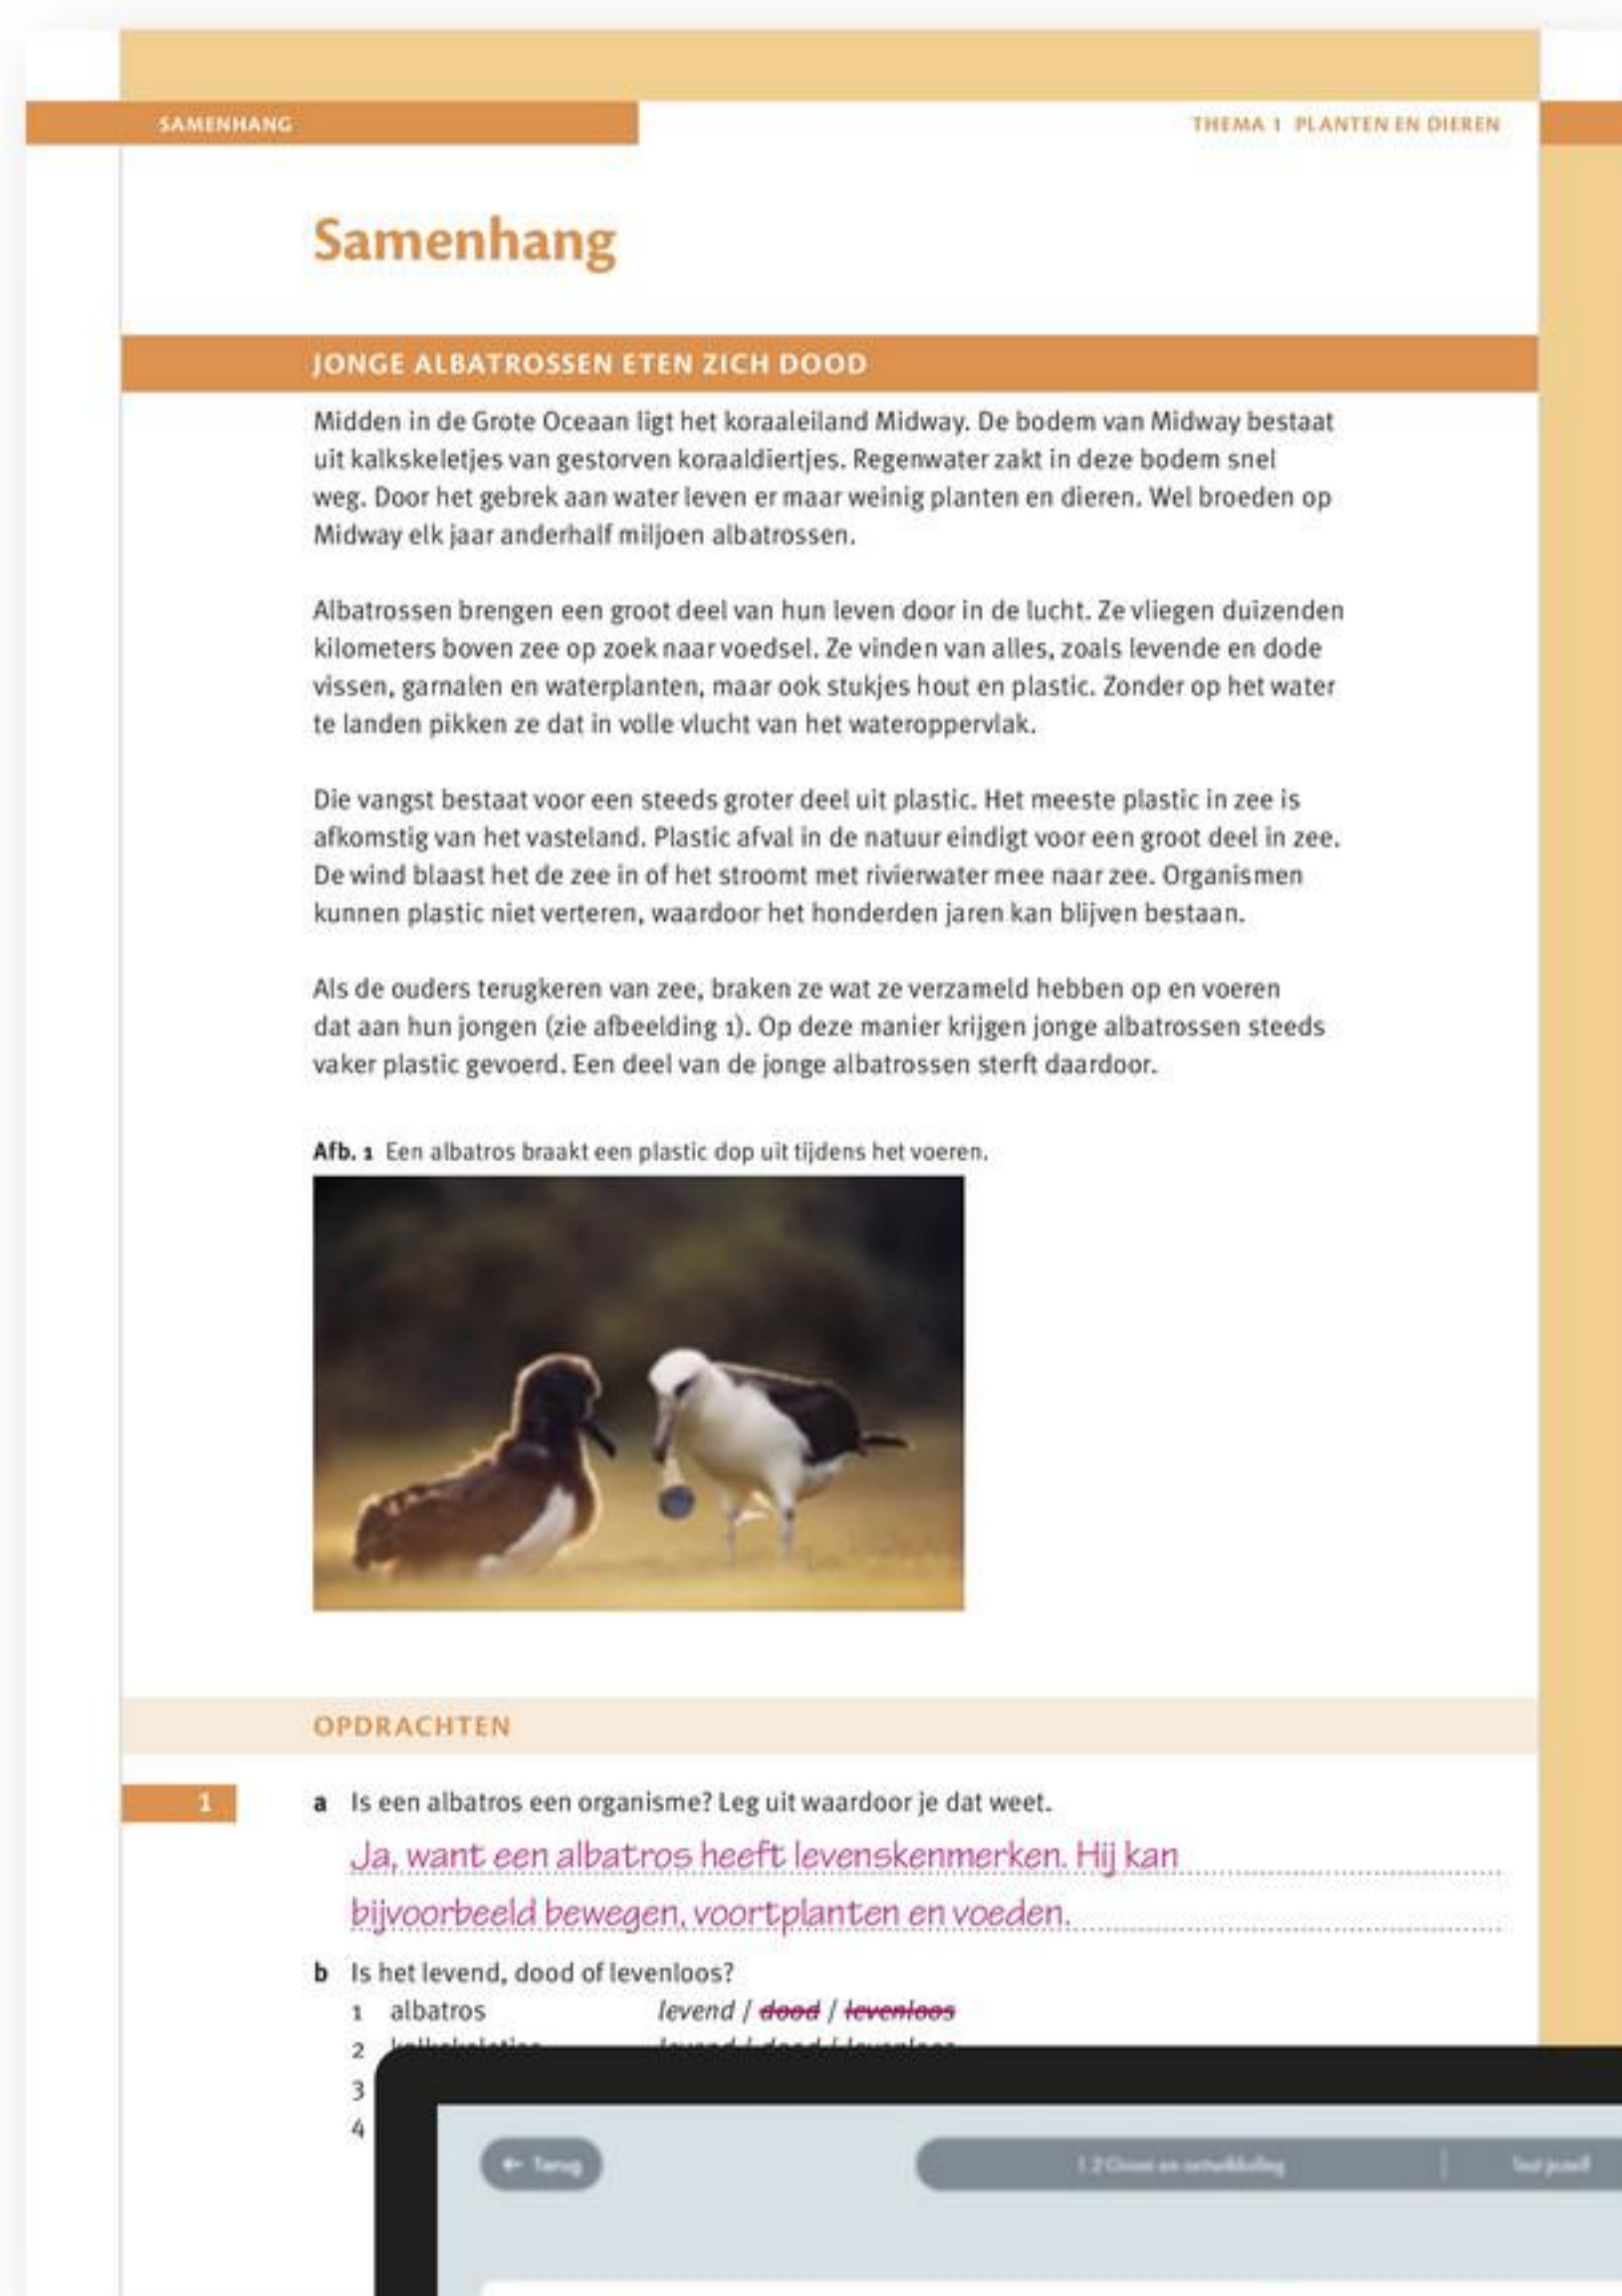 SAMENHANG
THEMA 1 PLANTEN EN DIEREN
Samenhang
JONGE ALBATROSSEN ETEN ZICH DOOD
Midden in de Grote Oceaan ligt het koraaleiland Midway. De bodem van Midway bestaat
uit kalkskeletjes van gestorven koraaldiertjes. Regenwater zakt in deze bodem snel
weg. Door het gebrek aan water leven er maar weinig planten en dieren. Wel broeden op
Midway elk jaar anderhalf miljoen albatrossen.
Albatrossen brengen een groot deel van hun leven door in de lucht. Ze vliegen duizenden
kilometers boven zee op zoek naar voedsel. Ze vinden van alles, zoals levende en dode
vissen, garnalen en waterplanten, maar ook stukjes hout en plastic. Zonder op het water
te landen pikken ze dat in volle vlucht van het wateroppervlak.
Die vangst bestaat voor een steeds groter deel uit plastic. Het meeste plastic in zee is
afkomstig van het vasteland. Plastic afval in de natuur eindigt voor een groot deel in zee.
De wind blaast het de zee in of het stroomt met rivierwater mee naar zee. Organismen
kunnen plastic niet verteren, waardoor het honderden jaren kan blijven bestaan.
Als de ouders terugkeren van zee, braken ze wat ze verzameld hebben op en voeren
dat aan hun jongen (zie afbeelding 1). Op deze manier krijgen jonge albatrossen steeds
vaker plastic gevoerd. Een deel van de jonge albatrossen sterft daardoor.
Afb. 1 Een albatros braakt een plastic dop uit tijdens het voeren.
OPDRACHTEN
1
a Is een albatros een organisme? Leg uit waardoor je dat weet.
Ja, want een albatros heeft levenskenmerken. Hij kan
bijvoorbeeld bewegen, voortplanten en voeden.
b Is het levend, dood of levenloos?
1 albatros levend / dood / levenloos
2
3
4
Terug